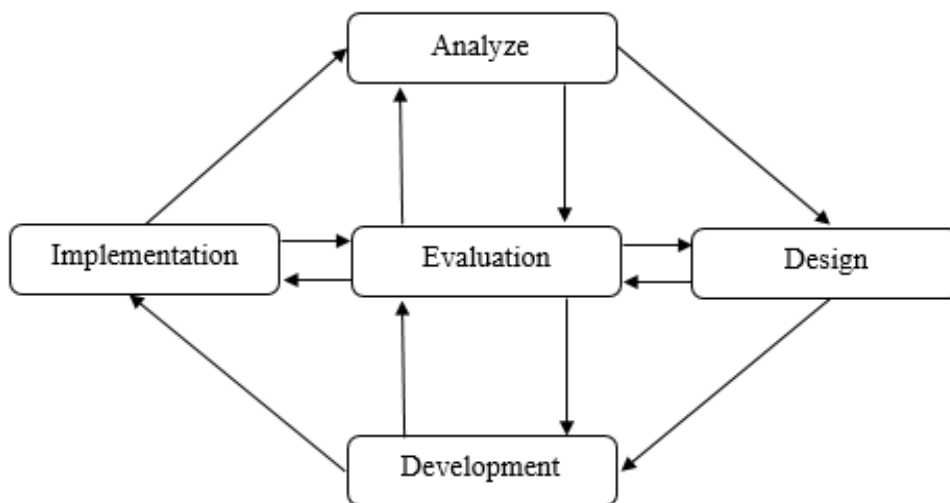 Analyze
Implementation
Evaluation
Design
Development